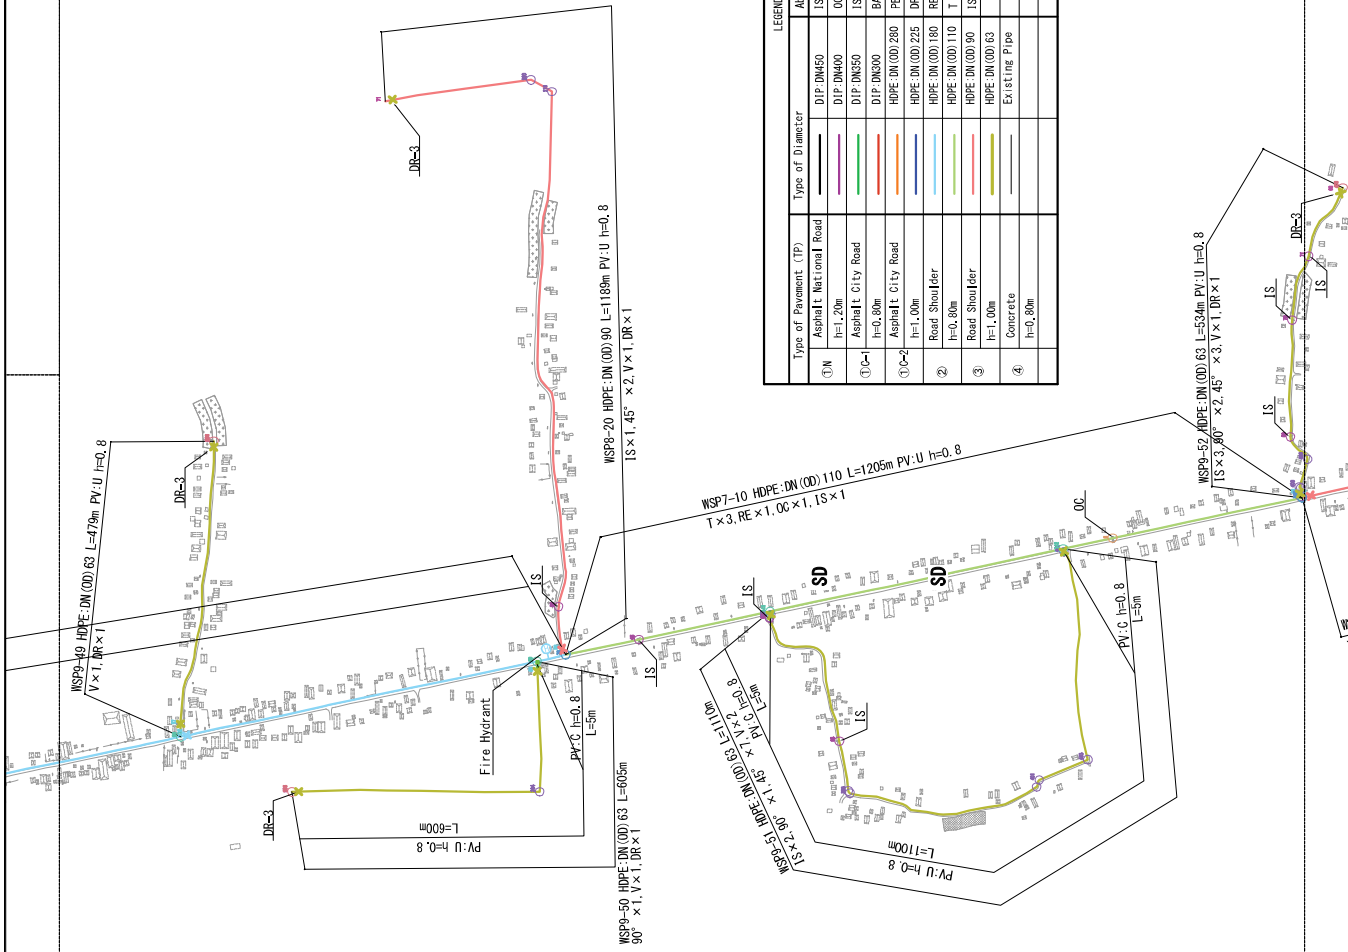 LEGEND
Type of Pavement (TP)
Type of Diameter
①N
Asphalt National Road
h=1.20m
①C-1
Asphalt City Road
h=0.80m
①C-2
Asphalt City Road
h=1.00m
②
Road Shoulder
h=0.80m
③
Road Shoulder
h=1.00m
④
Concrete
h=0.80m
DIP:DN450
DIP:DN400
DIP:DN350
DIP:DN300
HDPE:DN(OD)280
HDPE:DN(OD)225
HDPE:DN(OD)180
HDPE:DN(OD)110
HDPE:DN(OD)90
HDPE:DN(OD)63
Existing Pipe
IS
IS
T
IS
DR-3
WSP8-20 HDPE:DN(OD)90 L=1189m PV:U h=0.8
IS×1,45°×2,V×1,DR×1
WSP9-49 HDPE:DN(OD)63 L=479m PV:U h=0.8
V×1,DR×1
DR-3
WSP7-10 HDPE:DN(OD)110 L=1205m PV:U h=0.8
T×3,RE×1,OC×1,IS×1
WSP9-52 HDPE:DN(OD)63 L=534m PV:U h=0.8
IS×3,90°×2,45°×3,V×1,DR×1
DR-3
IS
IS
IS
OC
SD
SD
IS
IS
IS
Fire Hydrant
PV:C h=0.8
L=5m
DR-3
L=600m
PV:U h=0.8
WSP9-50 HDPE:DN(OD)63 L=605m
90°×1,V×1,DR×1
WSP9-51 HDPE:DN(OD)63 L=1110m
IS×2,90°×1,45°×7,V×2
PV:C h=0.8
L=5m
IS
L=1100m
PV:U h=0.8
PV:C h=0.8
L=5m